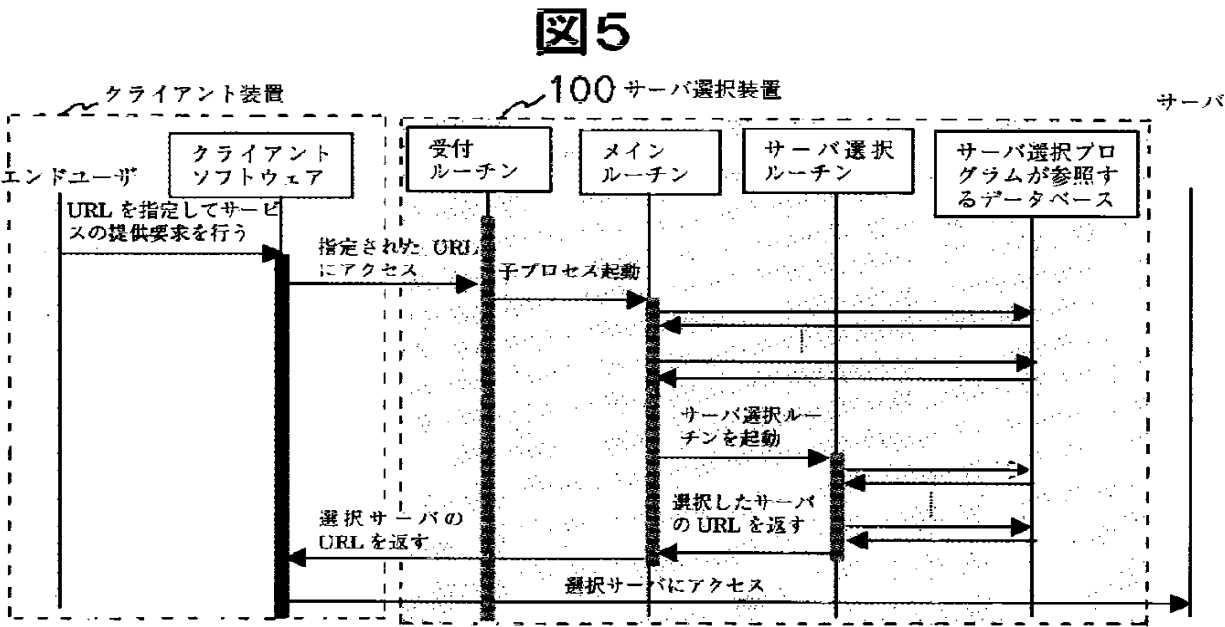 図5
クライアント装置
100 サーバ選択装置
サーバ
エンドユーザ
クライアント
ソフトウェア
受付
ルーチン
メイン
ルーチン
サーバ選択
ルーチン
サーバ選択プロ
グラムが参照す
るデータベース
URLを指定してサービ
スの提供要求を行う
指定された URL
にアクセス
子プロセス起動
サーバ選択ルー
チンを起動
選択したサーバ
の URL を返す
選択サーバの
URL を返す
選択サーバにアクセス